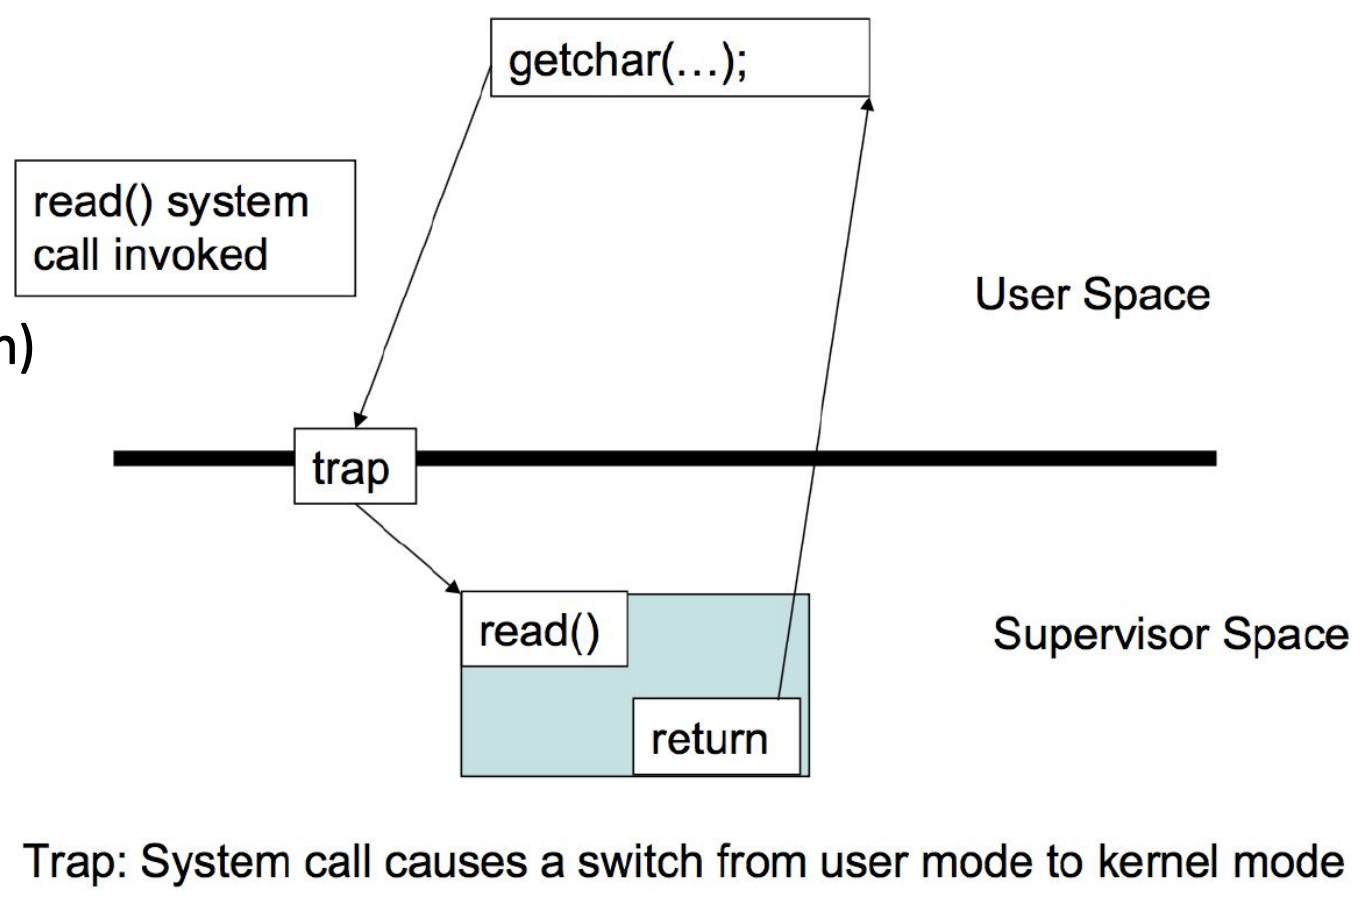 getchar(…);
read() system
call invoked
User Space
n)
trap
read()
Supervisor Space
return
Trap: System call causes a switch from user mode to kernel mode